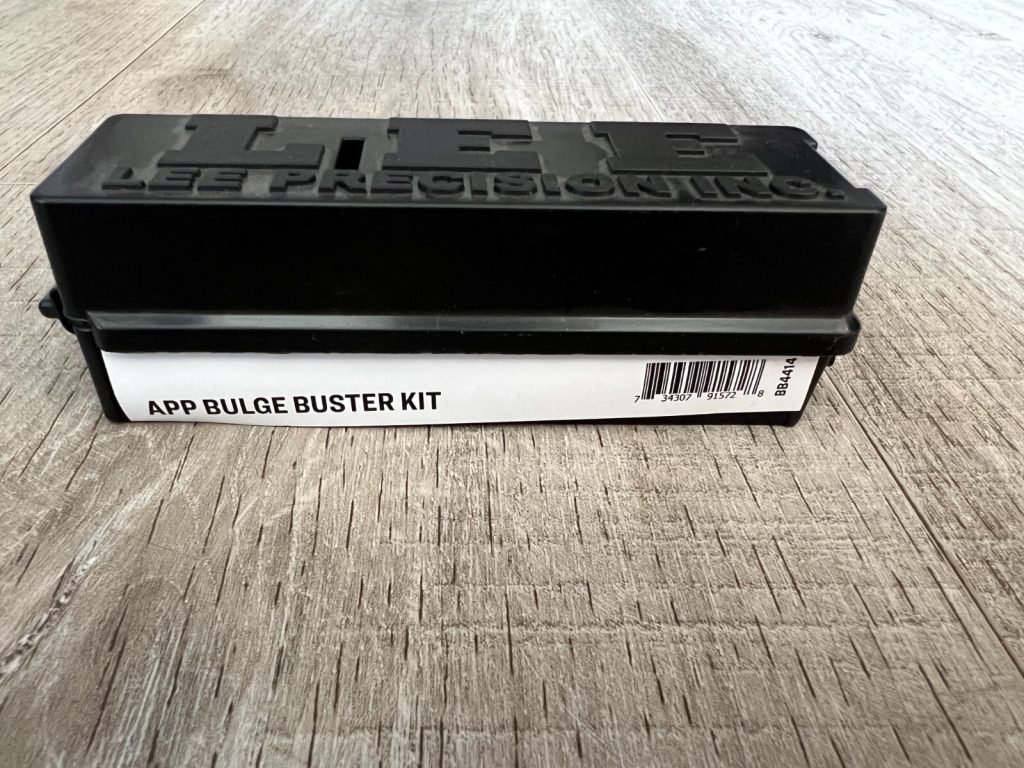 LEE
LEE PRECISION INC.
APP BULGE BUSTER KIT
7 34307 91572 8
BB4414